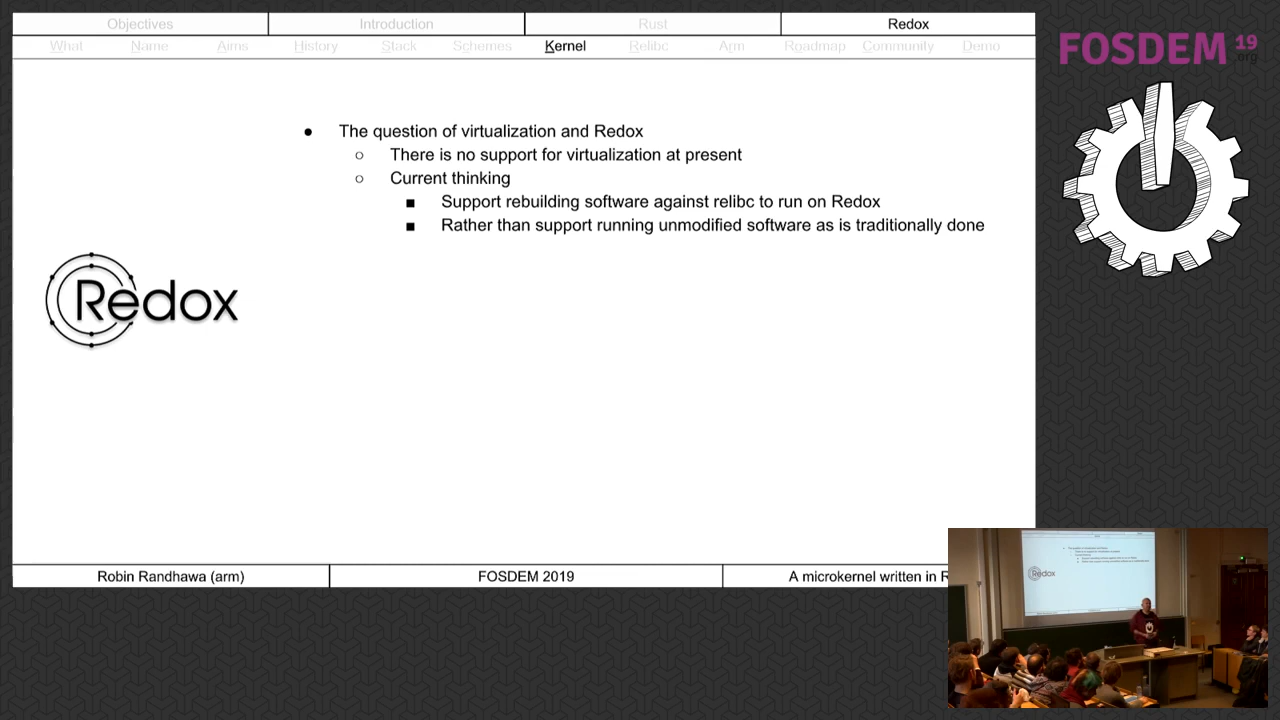 Objectives
Introduction
Rust
Redox
What
Name
Aims
History
Stack
Schemes
Kernel
Relibc
Arm
Roadmap
Community
Demo
FOSDEM 19
.org
● The question of virtualization and Redox
○ There is no support for virtualization at present
○ Current thinking
■ Support rebuilding software against relibc to run on Redox
■ Rather than support running unmodified software as is traditionally done
Redox
Robin Randhawa (arm)
FOSDEM 2019
A microkernel written in R
Redox